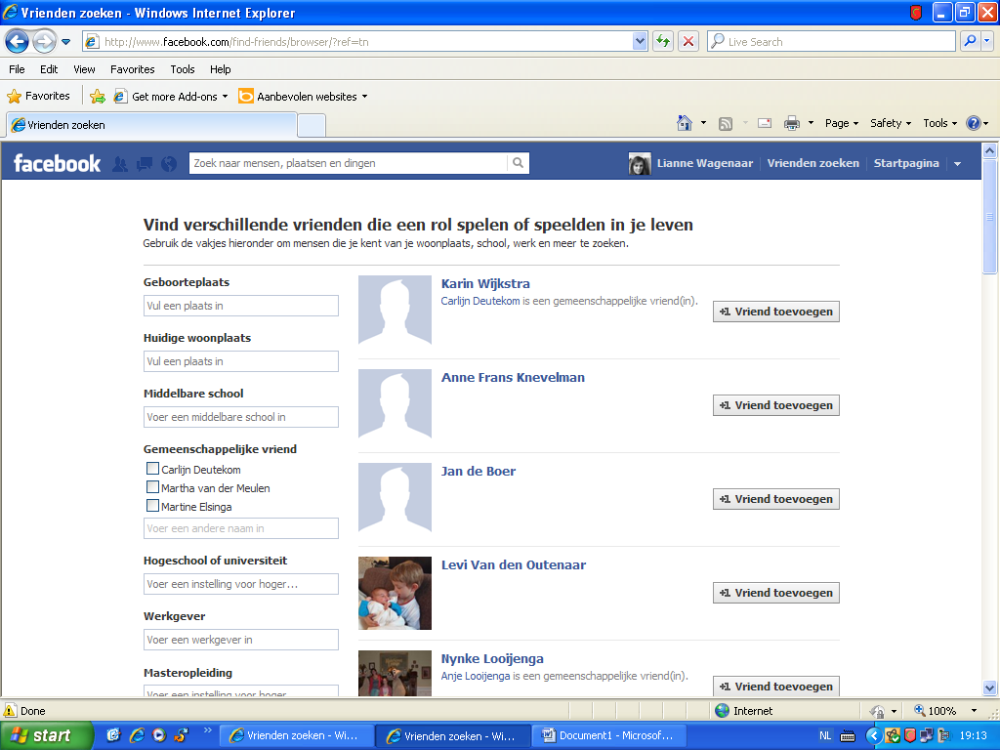 Vrienden zoeken - Windows Internet Explorer
http://www.facebook.com/find-friends/browser/?ref=tn
Live Search
File Edit View Favorites Tools Help
Favorites Get more Add-ons Aanbevolen websites
Vrienden zoeken
Page Safety Tools
facebook
Zoek naar mensen, plaatsen en dingen
Lianne Wagenaar Vrienden zoeken Startpagina
Vind verschillende vrienden die een rol spelen of speelden in je leven
Gebruik de vakjes hieronder om mensen die je kent van je woonplaats, school, werk en meer te zoeken.
Geboorteplaats
Vul een plaats in
Huidige woonplaats
Vul een plaats in
Middelbare school
Voer een middelbare school in
Gemeenschappelijke vriend
Carlijn Deutekom
Martha van der Meulen
Martine Elsinga
Voer een andere naam in
Hogeschool of universiteit
Voer een instelling voor hoger...
Werkgever
Voer een werkgever in
Masteropleiding
Voer een instelling voor hoger
Karin Wijkstra
Carlijn Deutekom is een gemeenschappelijke vriend(in).
+1 Vriend toevoegen
Anne Frans Knevelman
+1 Vriend toevoegen
Jan de Boer
+1 Vriend toevoegen
Levi Van den Outenaar
+1 Vriend toevoegen
Nynke Looijenga
Anje Looijenga is een gemeenschappelijke vriend(in).
+1 Vriend toevoegen
Done
Internet
100%
start
Vrienden zoeken - Wi...
Vrienden zoeken - Wi...
Document1 - Microsof...
NL
19:13